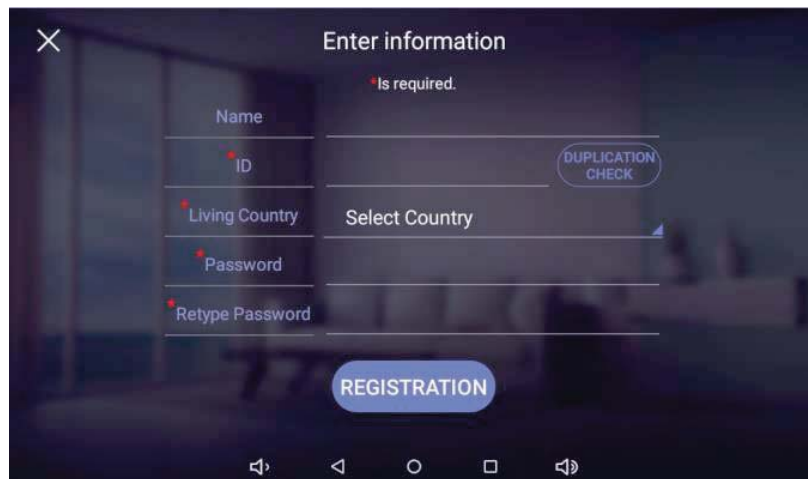 Enter information
*Is required.
Name
*ID
DUPLICATION
CHECK
*Living Country
Select Country
*Password
*Retype Password
REGISTRATION